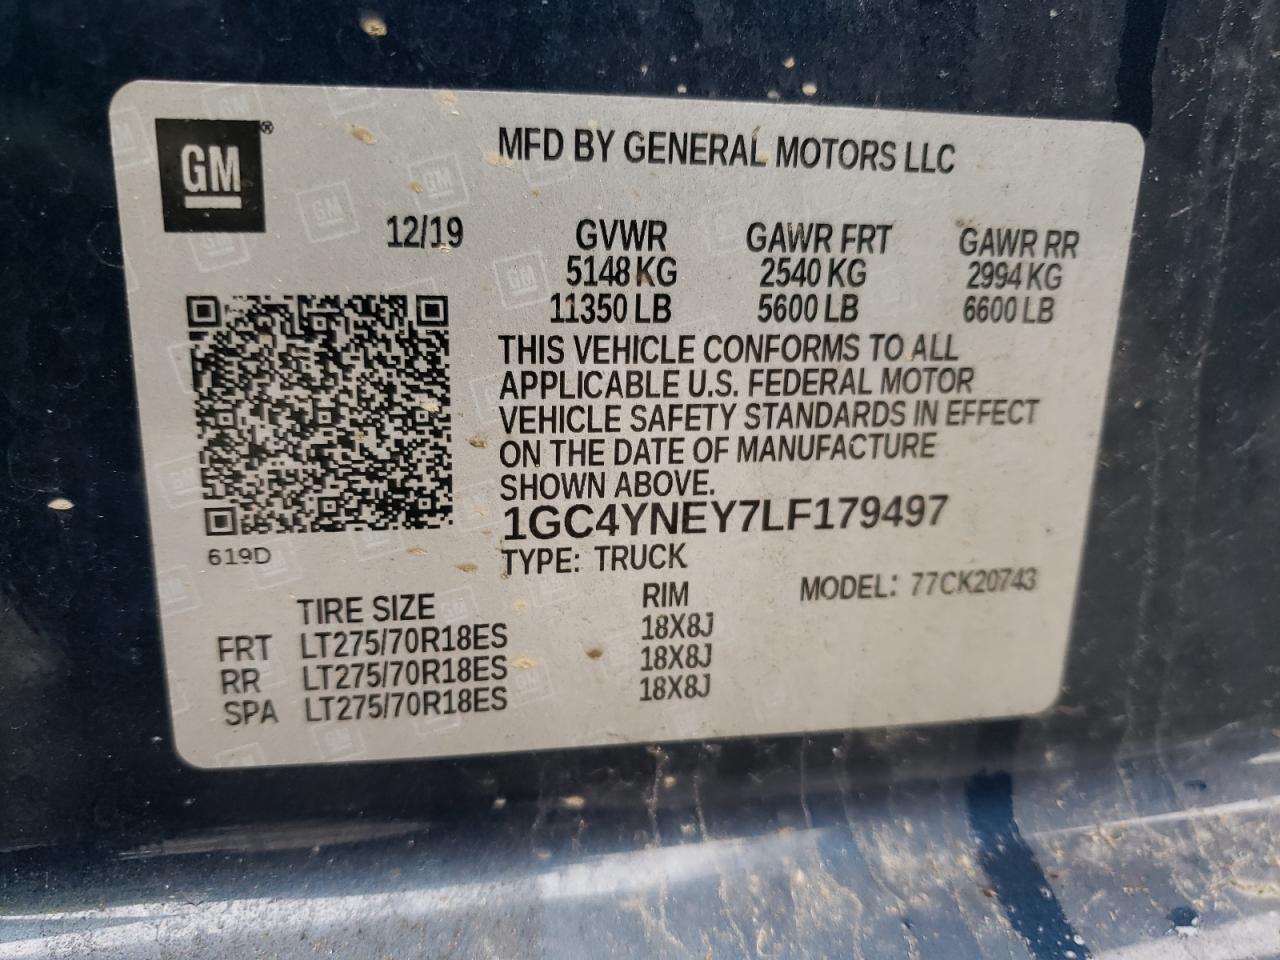 GM®
MFD BY GENERAL MOTORS LLC
12/19 GVWR GAWR FRT GAWR RR
5148 KG 2540 KG 2994 KG
11350 LB 5600 LB 6600 LB
THIS VEHICLE CONFORMS TO ALL
APPLICABLE U.S. FEDERAL MOTOR
VEHICLE SAFETY STANDARDS IN EFFECT
ON THE DATE OF MANUFACTURE
SHOWN ABOVE.
1GC4YNEY7LF179497
619D
TYPE: TRUCK
MODEL: 77CK20743
TIRE SIZE RIM
FRT LT275/70R18ES 18X8J
RR LT275/70R18ES 18X8J
SPA LT275/70R18ES 18X8J